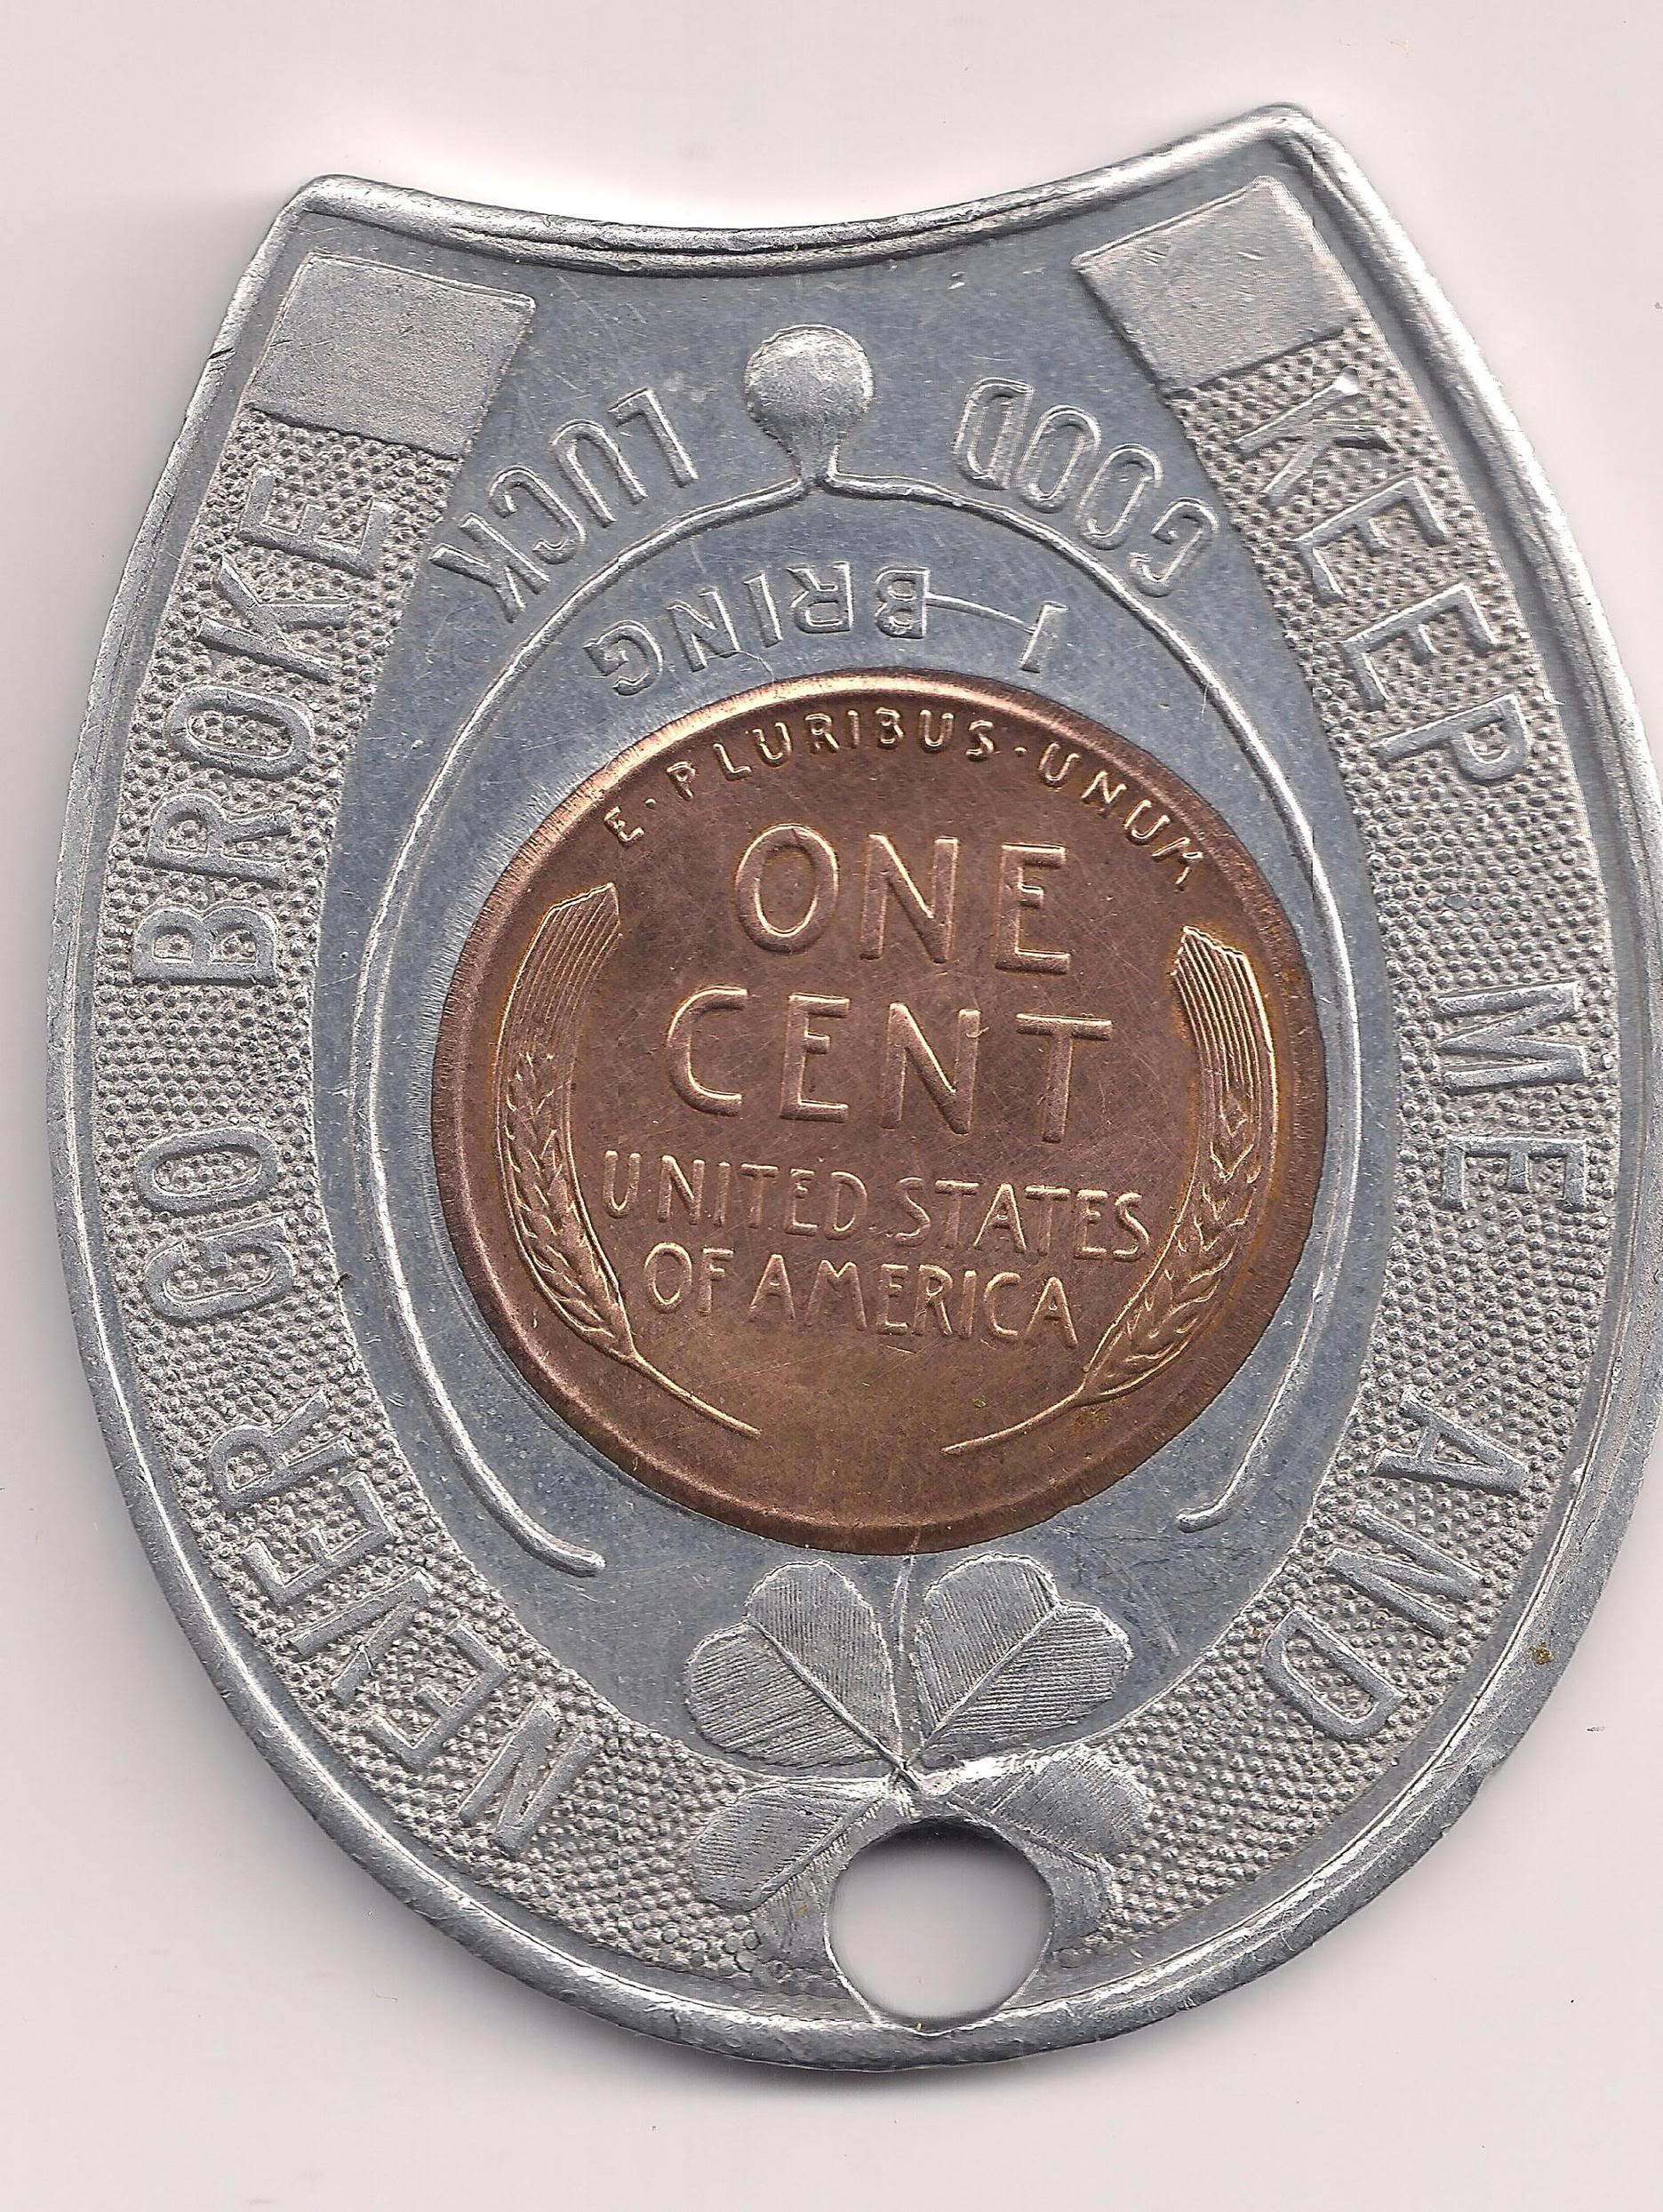 KEEP ME AND
NEVER GO BROKE
GOOD LUCK
I BRING
E·PLURIBUS·UNUM
ONE
CENT
UNITED STATES
OF AMERICA